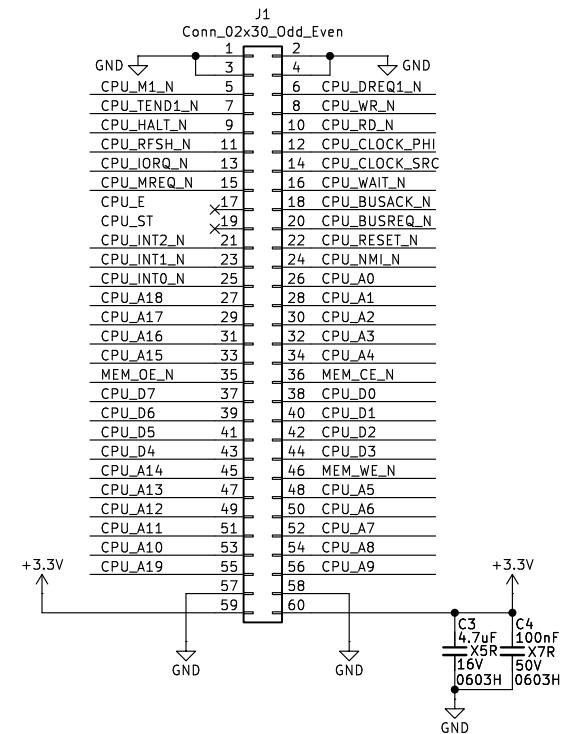 J1
Conn_02x30_Odd_Even
1 2
GND 3 4 GND
CPU_M1_N 5 6 CPU_DREQ1_N
CPU_TEND1_N 7 8 CPU_WR_N
CPU_HALT_N 9 10 CPU_RD_N
CPU_RFSH_N 11 12 CPU_CLOCK_PHI
CPU_IORQ_N 13 14 CPU_CLOCK_SRC
CPU_MREQ_N 15 16 CPU_WAIT_N
CPU_E 17 18 CPU_BUSACK_N
CPU_ST 19 20 CPU_BUSREQ_N
CPU_INT2_N 21 22 CPU_RESET_N
CPU_INT1_N 23 24 CPU_NMI_N
CPU_INT0_N 25 26 CPU_A0
CPU_A18 27 28 CPU_A1
CPU_A17 29 30 CPU_A2
CPU_A16 31 32 CPU_A3
CPU_A15 33 34 CPU_A4
MEM_OE_N 35 36 MEM_CE_N
CPU_D7 37 38 CPU_D0
CPU_D6 39 40 CPU_D1
CPU_D5 41 42 CPU_D2
CPU_D4 43 44 CPU_D3
CPU_A14 45 46 MEM_WE_N
CPU_A13 47 48 CPU_A5
CPU_A12 49 50 CPU_A6
CPU_A11 51 52 CPU_A7
CPU_A10 53 54 CPU_A8
CPU_A19 55 56 CPU_A9
+3.3V 57 58 +3.3V
59 60
C3 C4
4.7uF 100nF
X5R X7R
16V 50V
0603H 0603H
GND GND
GND